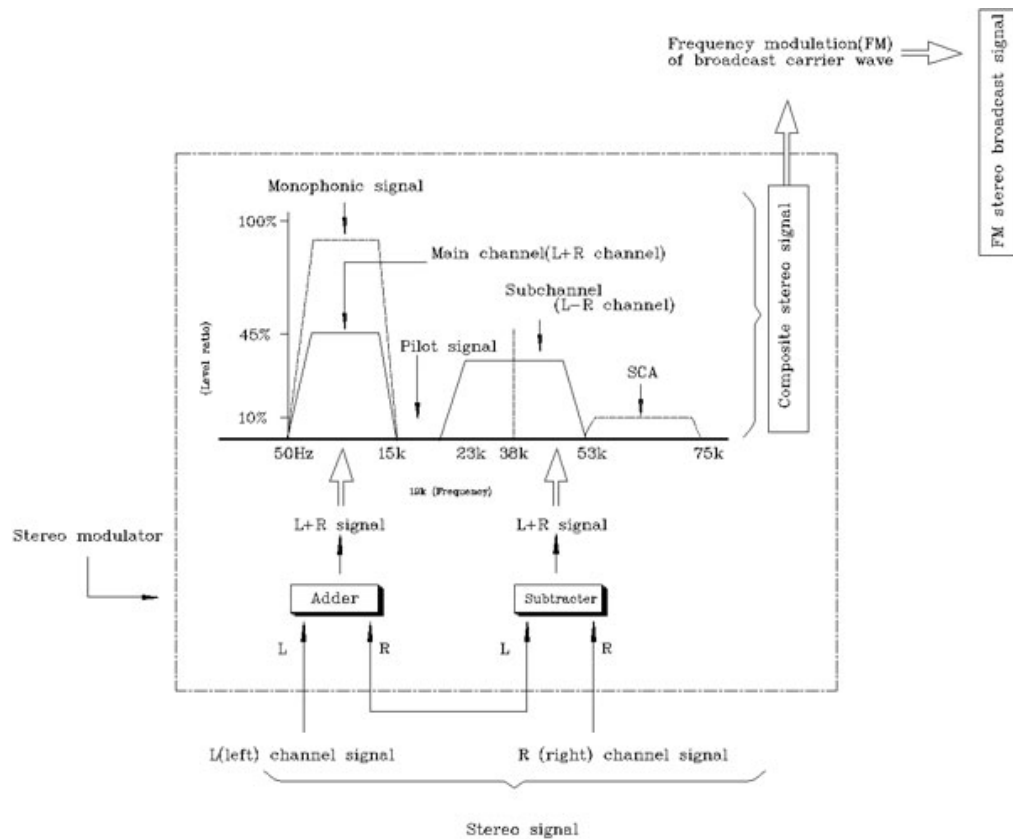 Frequency modulation(FM)
of broadcast carrier wave
FM stereo broadcast signal
Monophonic signal
100%
Main channel(L+R channel)
Subchannel
(L-R channel)
Composite stereo signal
45%
Pilot signal
(Level ratio)
SCA
10%
50Hz 15k 23k 38k 53k 75k
19k (Frequency)
L+R signal L+R signal
Stereo modulator
Adder Subtracter
L R L R
L(left) channel signal R (right) channel signal
Stereo signal